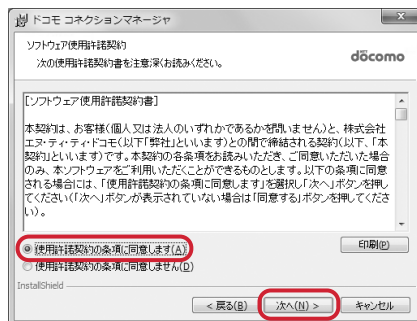 ドコモ コネクションマネージャ
ソフトウェア使用許諾契約
次の使用許諾契約書を注意深くお読みください。
döcomo
[ソフトウェア使用許諾契約書]
本契約は、お客様(個人又は法人のいずれかであるかを問いません)と、株式会社
エヌ・ティ・ティ・ドコモ(以下「弊社」といいます)との間で締結される契約(以下、「本
契約」といいます)です。本契約の各条項をお読みいただき、ご同意いただいた場合
のみ、本ソフトウェアをご利用いただくことができるものとします。以下の条項に同意
される場合には、「使用許諾契約の条項に同意します」を選択し「次へ」ボタンを押し
てください(「次へ」ボタンが表示されていない場合は「同意する」ボタンを押してくださ
い)。
使用許諾契約の条項に同意します(A)
印刷(P)
使用許諾契約の条項に同意しません(D)
InstallShield
< 戻る(B)
次へ(N) >
キャンセル